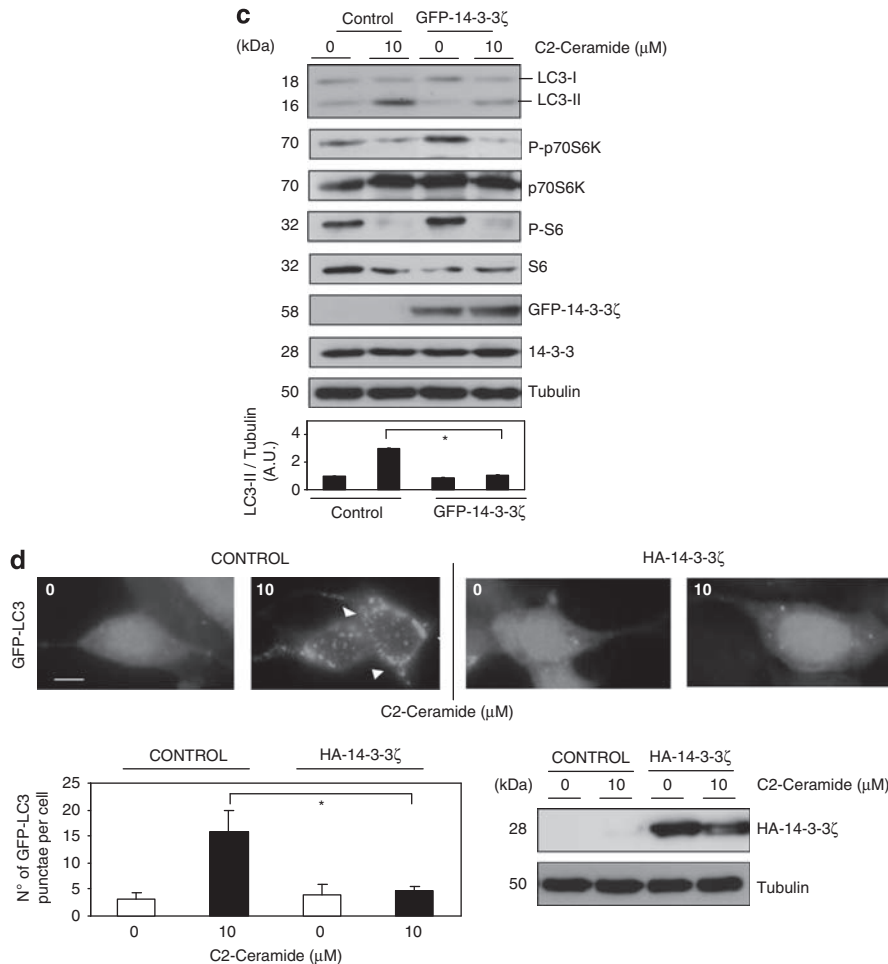 c
Control GFP-14-3-3ζ
(kDa) 0 10 0 10 C2-Ceramide (μM)
18 LC3-I
16 LC3-II
70 P-p70S6K
70 p70S6K
32 P-S6
32 S6
58 GFP-14-3-3ζ
28 14-3-3
50 Tubulin
LC3-II / Tubulin (A.U.)
4
*
2
0
Control GFP-14-3-3ζ
d
CONTROL HA-14-3-3ζ
GFP-LC3
0 10 0 10
C2-Ceramide (μM)
CONTROL HA-14-3-3ζ
N° of GFP-LC3 punctae per cell
25
20
*
15
10
5
0
0 10 0 10
C2-Ceramide (μM)
CONTROL HA-14-3-3ζ
(kDa) 0 10 0 10 C2-Ceramide (μM)
28 HA-14-3-3ζ
50 Tubulin